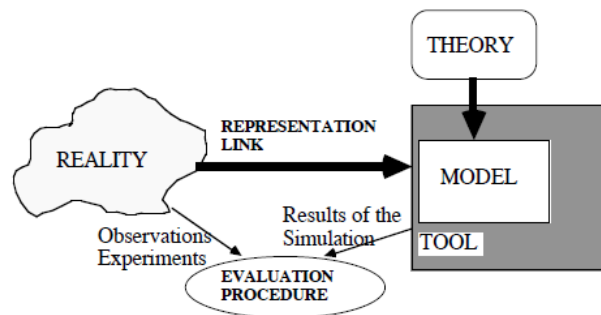 THEORY
REPRESENTATION
LINK
REALITY
MODEL
Observations
Experiments
Results of the
Simulation
TOOL
EVALUATION
PROCEDURE